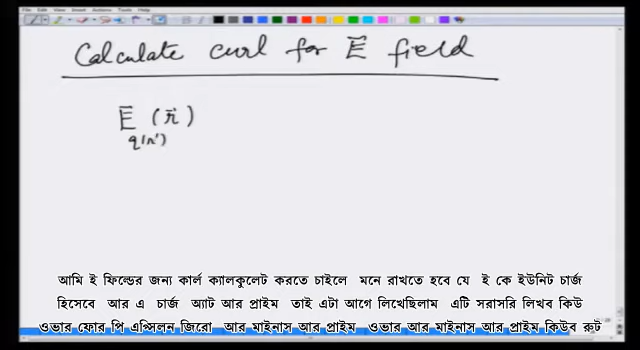 Calculate curl for E⃗ field
E⃗ (r⃗)
q(r')
আমি ই ফিল্ডের জন্য কার্ল ক্যালকুলেট করতে চাইলে মনে রাখতে হবে যে ই কে ইউনিট চার্জ
হিসেবে আর এ চার্জ অ্যাট আর প্রাইম তাই এটা আগে লিখেছিলাম এটি সরাসরি লিখব কিউ
ওভার ফোর পি এপ্সিলন জিরো আর মাইনাস আর প্রাইম ওভার আর মাইনাস আর প্রাইম কিউব রুট